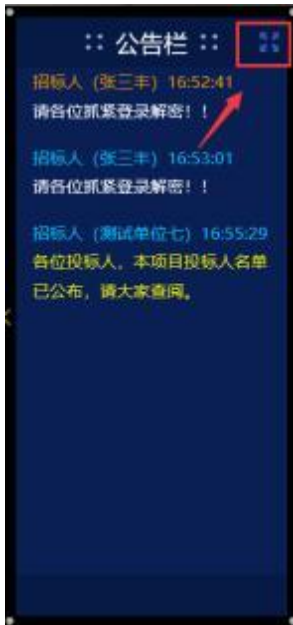 :: 公告栏 ::
招标人 (张三丰) 16:52:41
请各位抓紧登录解密！！
招标人 (张三丰) 16:53:01
请各位抓紧登录解密！！
招标人 (测试单位七) 16:55:29
各位投标人，本项目投标人名单
已公布，请大家查阅。